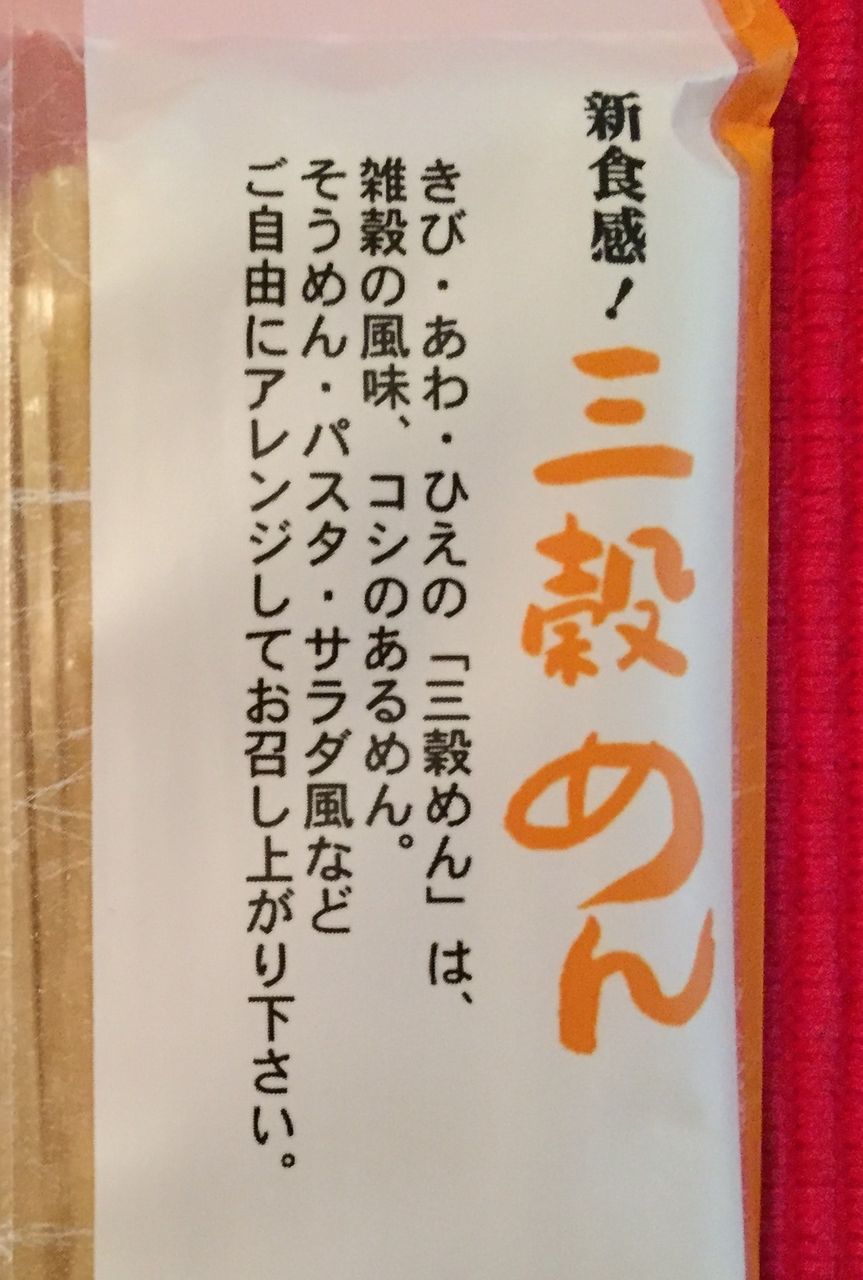 新食感！三穀めん
きび・あわ・ひえの「三穀めん」は、
雑穀の風味、コシのあるめん。
そうめん・パスタ・サラダ風など
ご自由にアレンジしてお召し上がり下さい。